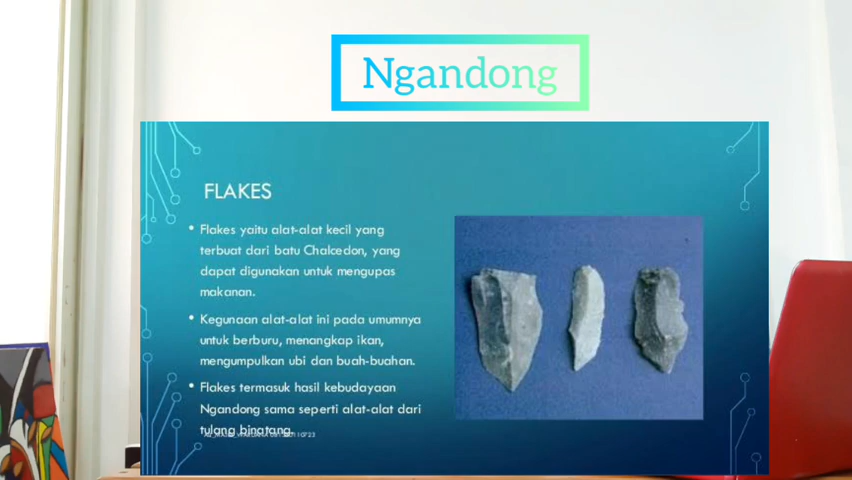 Ngandong
FLAKES
• Flakes yaitu alat-alat kecil yang
terbuat dari batu Chalcedon, yang
dapat digunakan untuk mengupas
makanan.
• Kegunaan alat-alat ini pada umumnya
untuk berburu, menangkap ikan,
mengumpulkan ubi dan buah-buahan.
• Flakes termasuk hasil kebudayaan
Ngandong sama seperti alat-alat dari
tulang binatang.